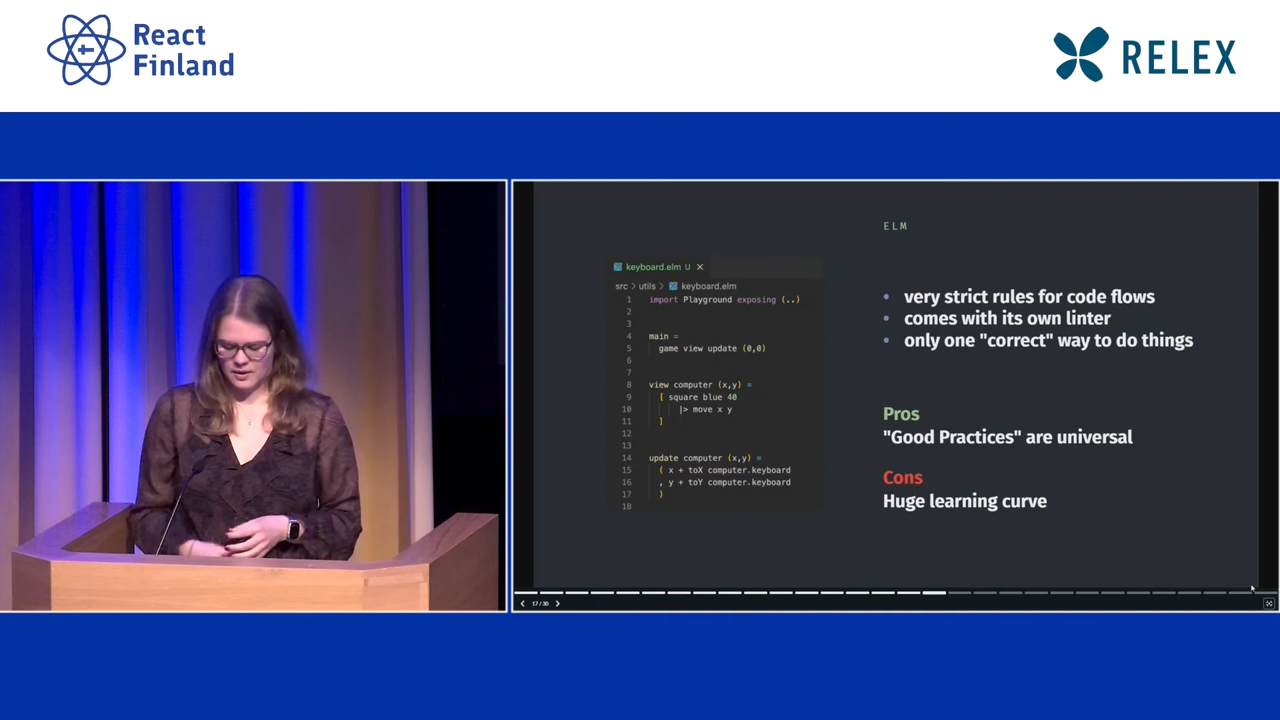 React
Finland
RELEX
ELM
keyboard.elm U
src > utils > keyboard.elm
1 import Playground exposing (..)
2
3
4 main =
5 game view update (0,0)
6
7
8 view computer (x,y) =
9 [ square blue 40
10 |> move x y
11 ]
12
13
14 update computer (x,y) =
15 ( x + toX computer.keyboard
16 , y + toY computer.keyboard
17 )
18
• very strict rules for code flows
• comes with its own linter
• only one "correct" way to do things
Pros
"Good Practices" are universal
Cons
Huge learning curve
17 / 30